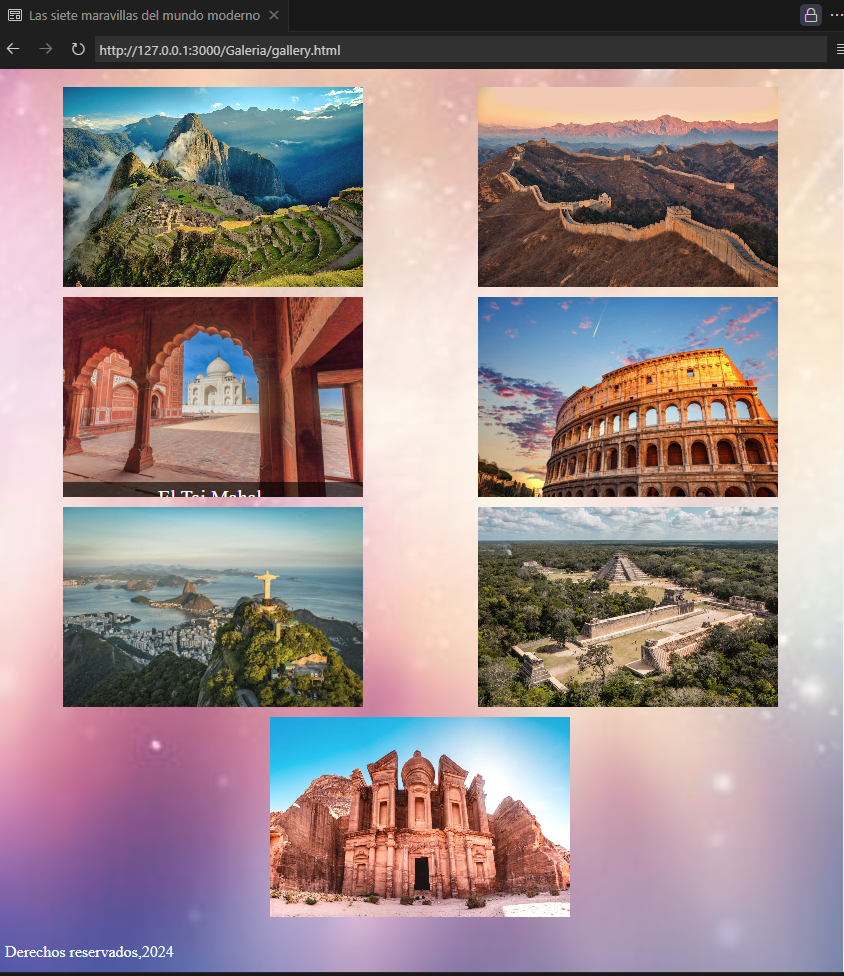 Las siete maravillas del mundo moderno
http://127.0.0.1:3000/Galeria/gallery.html
El Taj Mahal
Derechos reservados,2024